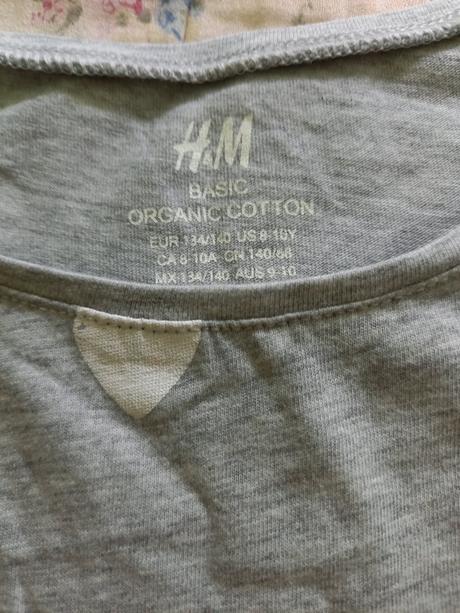 H&M
BASIC
ORGANIC COTTON
EUR 134/140 US 8-10Y
CA 8-10A CN 140/68
MX 134/140 AUS 9-10